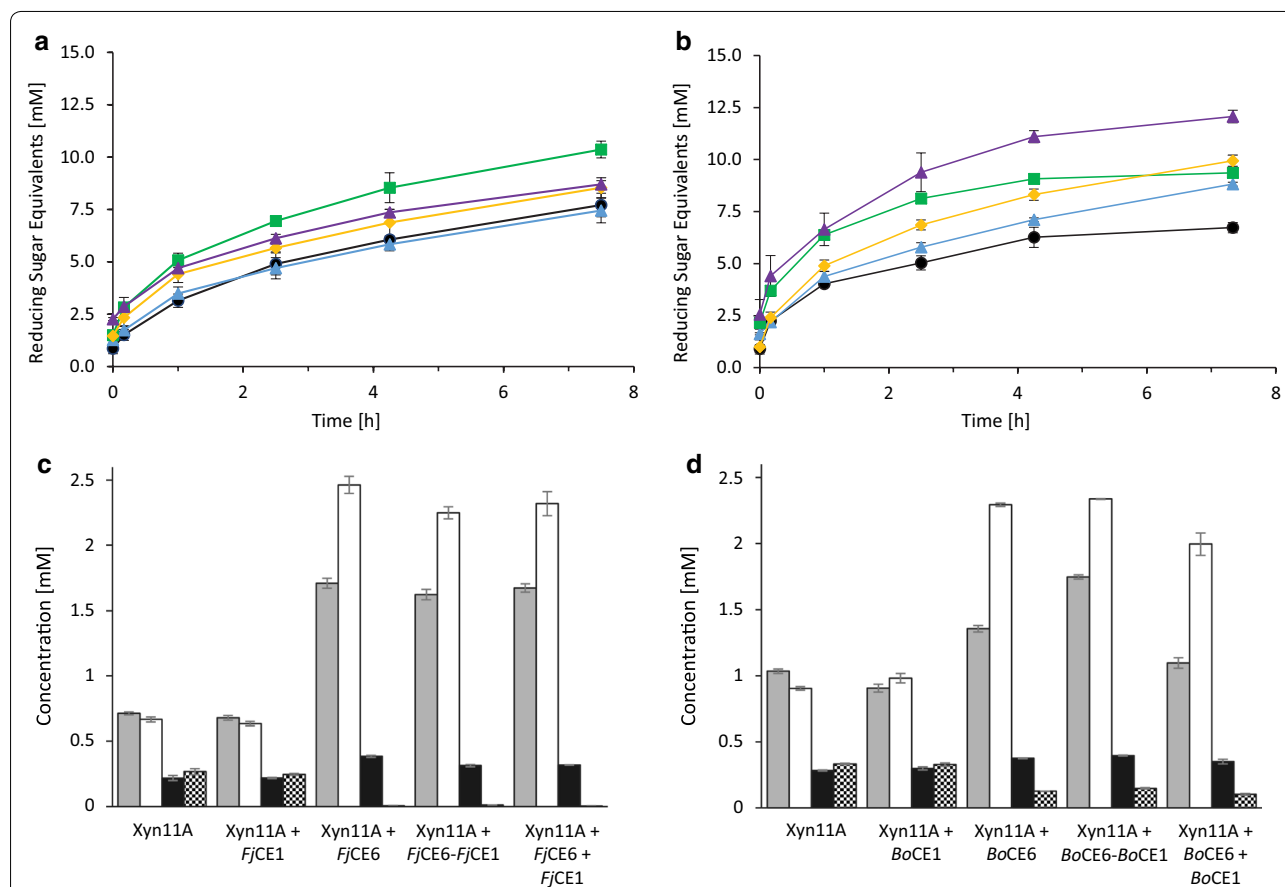 a
15.0
12.5
10.0
7.5
5.0
2.5
0.0
Reducing Sugar Equivalents [mM]
0 2 4 6 8
Time [h]
b
15.0
12.5
10.0
7.5
5.0
2.5
0.0
Reducing Sugar Equivalents [mM]
0 2 4 6 8
Time [h]
c
2.5
2
1.5
1
0.5
0
Concentration [mM]
Xyn11A
Xyn11A +
FjCE1
Xyn11A +
FjCE6
Xyn11A +
FjCE6-FjCE1
Xyn11A +
FjCE6 +
FjCE1
d
2.5
2
1.5
1
0.5
0
Concentration [mM]
Xyn11A
Xyn11A +
BoCE1
Xyn11A +
BoCE6
Xyn11A +
BoCE6-BoCE1
Xyn11A +
BoCE6 +
BoCE1